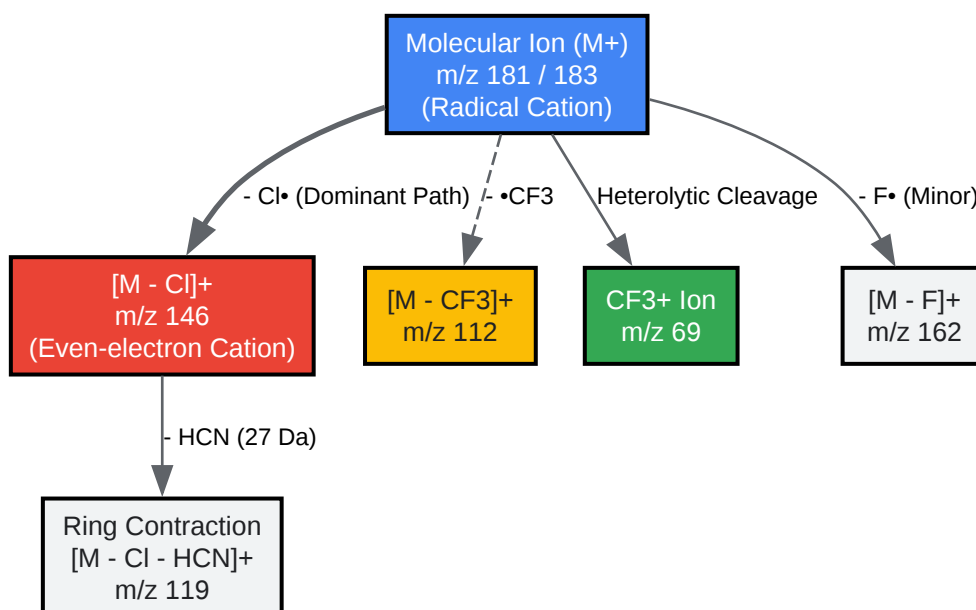 Molecular Ion (M+)
m/z 181 / 183
(Radical Cation)
- Cl• (Dominant Path)
- •CF3
Heterolytic Cleavage
- F• (Minor)
[M - Cl]+
m/z 146
(Even-electron Cation)
[M - CF3]+
m/z 112
CF3+ Ion
m/z 69
[M - F]+
m/z 162
- HCN (27 Da)
Ring Contraction
[M - Cl - HCN]+
m/z 119